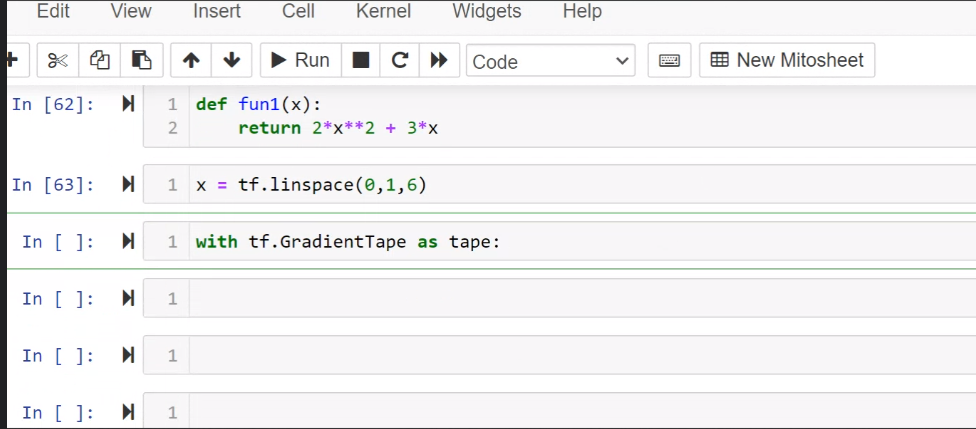 Edit View Insert Cell Kernel Widgets Help
Run Code New Mitosheet
In [62]: 1 def fun1(x):
2 return 2*x**2 + 3*x
In [63]: 1 x = tf.linspace(0,1,6)
In [ ]: 1 with tf.GradientTape as tape:
In [ ]: 1
In [ ]: 1
In [ ]: 1